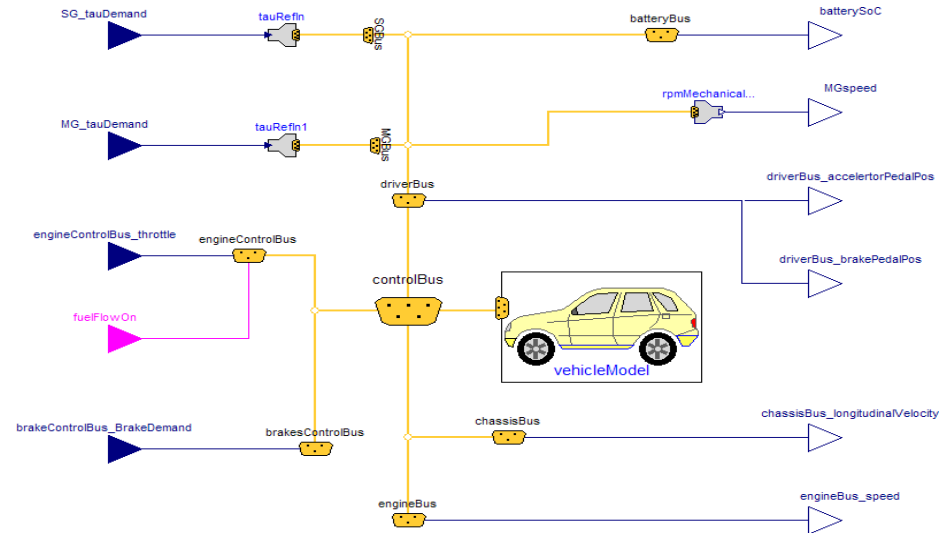 SG_tauDemand
tauRefIn
SGBus
batteryBus
batterySoC
MG_tauDemand
tauRefIn1
MGBus
rpmMechanical...
MGspeed
driverBus
driverBus_accelertorPedalPos
engineControlBus_throttle
engineControlBus
driverBus_brakePedalPos
controlBus
fuelFlowOn
vehicleModel
brakeControlBus_BrakeDemand
brakesControlBus
chassisBus
chassisBus_longitudinalVelocity
engineBus
engineBus_speed